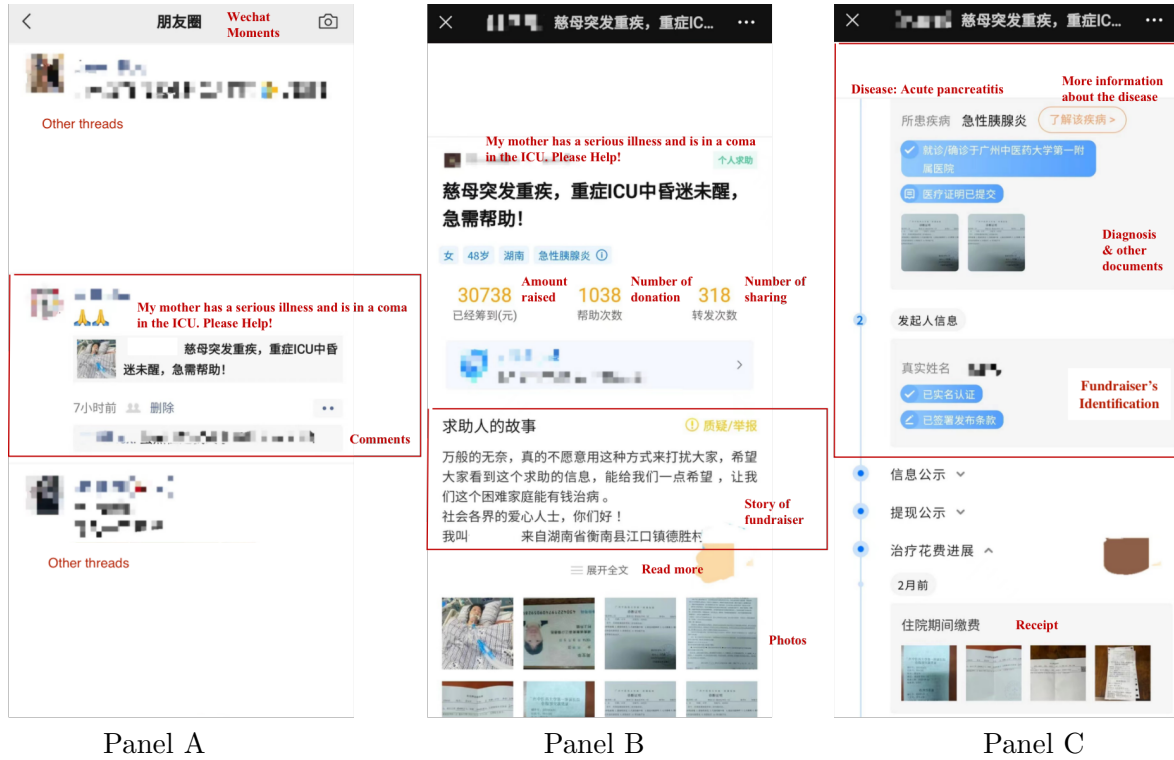 朋友圈
Wechat
Moments
Other threads
My mother has a serious illness and is in a coma
in the ICU. Please Help!
慈母突发重疾，重症ICU中昏
迷未醒，急需帮助！
7小时前
删除
Comments
Other threads
Panel A
慈母突发重疾，重症IC...
My mother has a serious illness and is in a coma
in the ICU. Please Help!
个人求助
慈母突发重疾，重症ICU中昏迷未醒，
急需帮助！
女 48岁 湖南 急性胰腺炎
Amount
raised
Number of
donation
Number of
sharing
30738 1038 318
已经筹到(元) 帮助次数 转发次数
求助人的故事
质疑/举报
万般的无奈，真的不愿意用这种方式来打扰大家，希望
大家看到这个求助的信息，能给我们一点希望，让我
们这个困难家庭能有钱治病。
社会各界的爱心人士，你们好！
我叫 来自湖南省衡南县江口镇德胜村
Story of
fundraiser
展开全文
Read more
Photos
Panel B
慈母突发重疾，重症IC...
Disease: Acute pancreatitis
More information
about the disease
所患疾病 急性胰腺炎 了解该疾病 >
就诊/确诊于广州中医药大学第一附
属医院
医疗证明已提交
Diagnosis
& other
documents
2 发起人信息
真实姓名
已实名认证
已签署发布条款
Fundraiser's
Identification
信息公示
提现公示
治疗花费进展
2月前
住院期间缴费
Receipt
Panel C